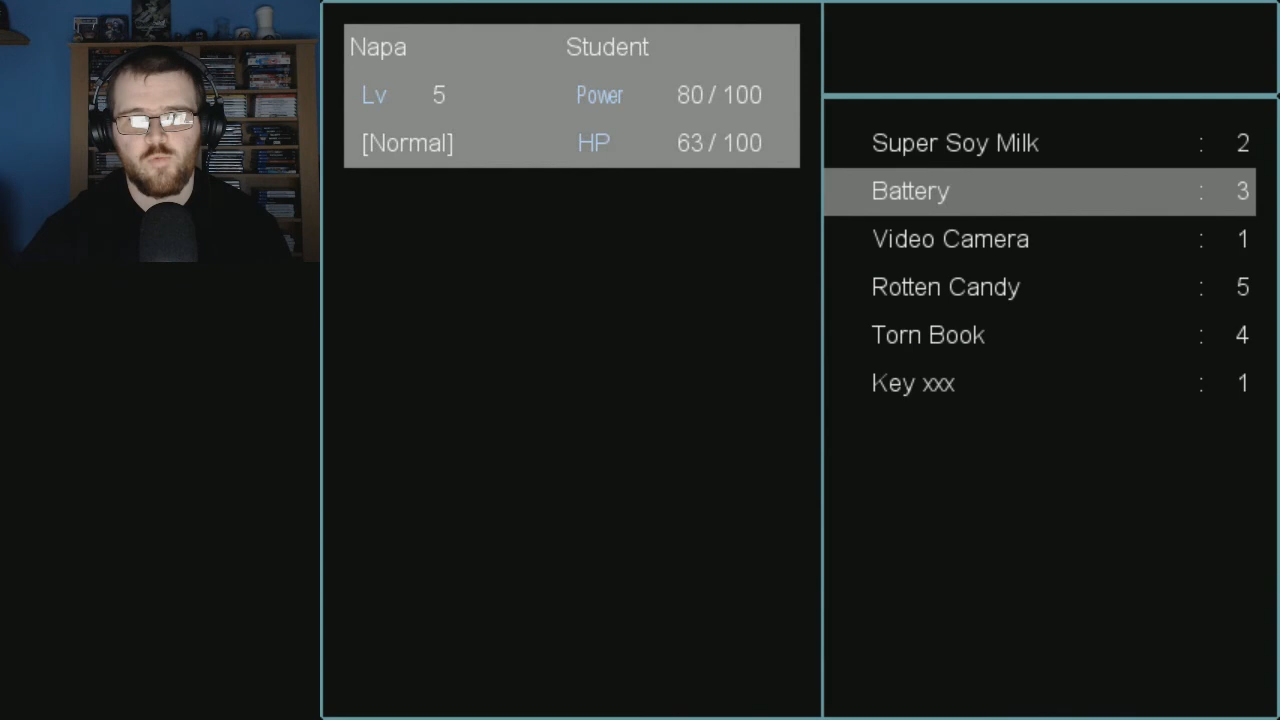 Napa Student
Lv 5 Power 80 / 100
[Normal] HP 63 / 100
Super Soy Milk : 2
Battery : 3
Video Camera : 1
Rotten Candy : 5
Torn Book : 4
Key xxx : 1